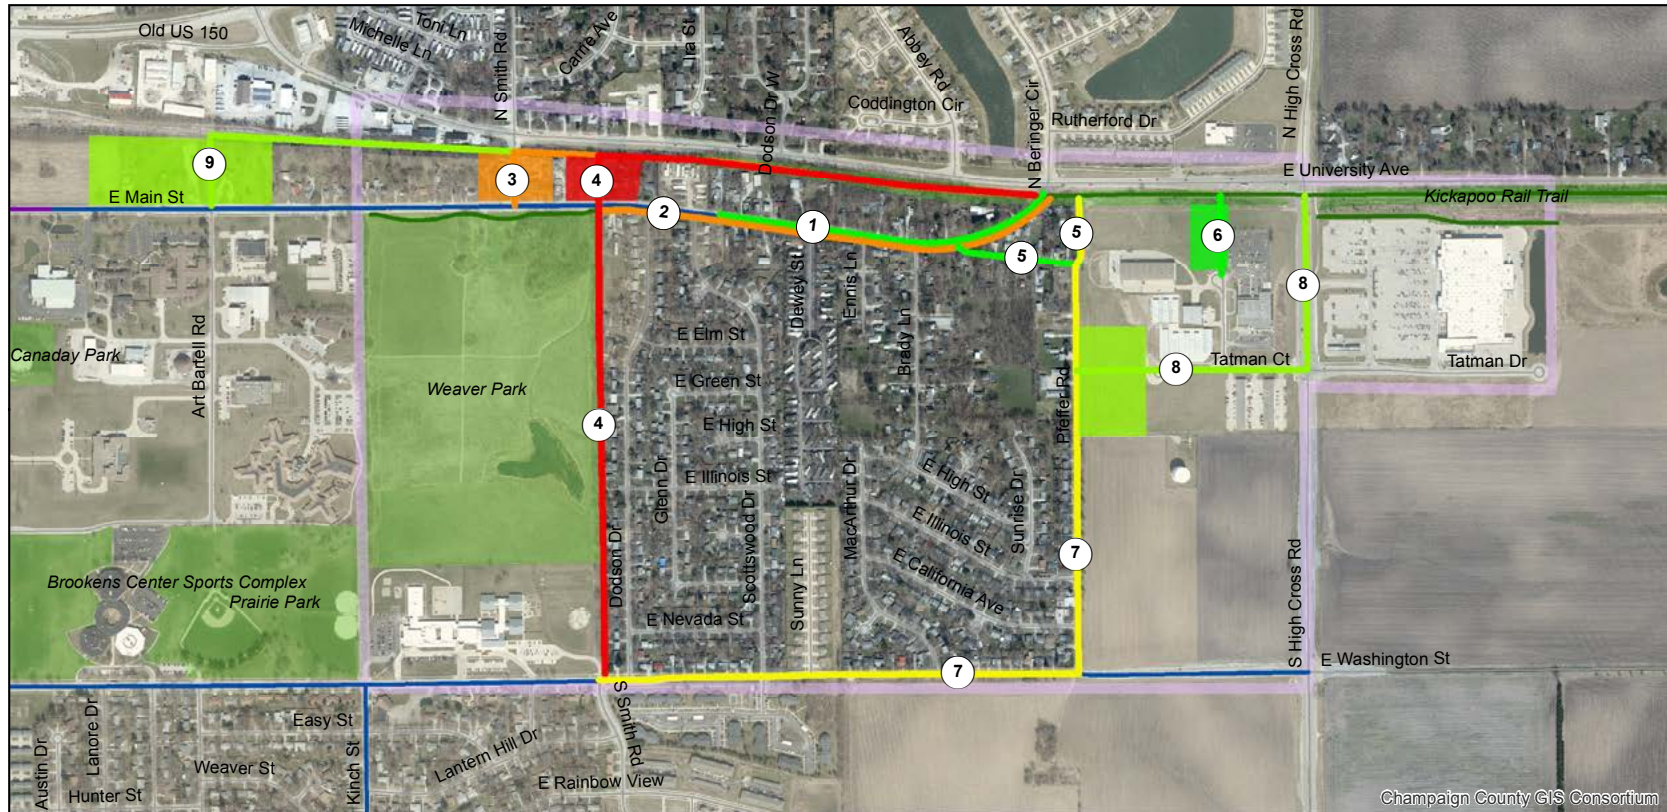 Old US 150
Toni Ln
Michelle Ln
N Smith Rd
Carrie Ave
Ira St
Dodson Dr W
Abbey Rd
Coddington Cir
N Beringer Cir
Rutherford Dr
N High Cross Rd
E University Ave
Kickapoo Rail Trail
9
3
4
E Main St
2
1
5
5
6
8
Canaday Park
Art Bartell Rd
Weaver Park
Dewey St
Ennis Ln
Brady Ln
E Elm St
E Green St
E High St
E Illinois St
4
Glenn Dr
Scottswood Dr
Dodson Dr
E Nevada St
Sunny Ln
MacArthur Dr
E High St
E Illinois St
E California Ave
Sunrise Dr
Pfeffer Rd
8
Tatman Ct
Tatman Dr
7
Brookens Center Sports Complex
Prairie Park
S High Cross Rd
E Washington St
7
Easy St
Lanore Dr
Austin Dr
Weaver St
Hunter St
Kinch St
Lantern Hill Dr
S Smith Rd
E Rainbow View
Champaign County GIS Consortium